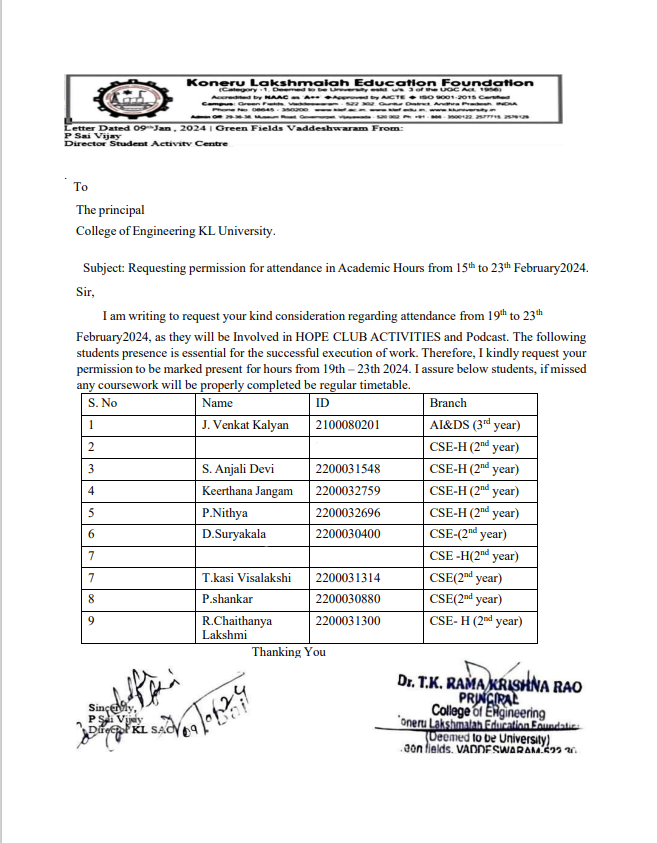 Koneru Lakshmaiah Education Foundation
(Category -1, Deemed to be University estd. u/s. 3 of the UGC Act, 1956)
Accredited by NAAC as A++ ❖Approved by AICTE ❖ ISO 9001-2015 Certified
Campus: Green Fields, Vaddeswaram - 522 302, Guntur District, Andhra Pradesh, INDIA
Phone No. 08645 - 350200; www.klef.ac.in; www.klef.edu.in; www.kluniversity.in
Admin Off: 29-36-38, Museum Road, Governorpet, Vijayawada - 520 002. Ph: +91 - 866 - 3500122, 2577715, 2576129
Letter Dated 09ᵗʰJan , 2024 | Green Fields Vaddeshwaram From:
P Sai Vijay
Director Student Activity Centre
To
The principal
College of Engineering KL University.
Subject: Requesting permission for attendance in Academic Hours from 15th to 23th February2024.
Sir,
I am writing to request your kind consideration regarding attendance from 19th to 23th
February2024, as they will be Involved in HOPE CLUB ACTIVITIES and Podcast. The following
students presence is essential for the successful execution of work. Therefore, I kindly request your
permission to be marked present for hours from 19th – 23th 2024. I assure below students, if missed
any coursework will be properly completed be regular timetable.
S. No Name ID Branch
1 J. Venkat Kalyan 2100080201 AI&DS (3rd year)
2 CSE-H (2nd year)
3 S. Anjali Devi 2200031548 CSE-H (2nd year)
4 Keerthana Jangam 2200032759 CSE-H (2nd year)
5 P.Nithya 2200032696 CSE-H (2nd year)
6 D.Suryakala 2200030400 CSE-(2nd year)
7 CSE -H(2nd year)
7 T.kasi Visalakshi 2200031314 CSE(2nd year)
8 P.shankar 2200030880 CSE(2nd year)
9 R.Chaithanya 2200031300 CSE- H (2nd year)
Lakshmi
Thanking You
Sincerely,
P Sai Vijay
Director KL SAC
Dr. T.K. RAMA KRISHNA RAO
PRINCIPAL
College of Engineering
oneru Lakshmaiah Education Foundatio
(Deemed to be University)
VADDESWARAM